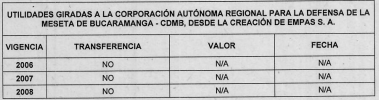 UTILIDADES GIRADAS A LA CORPORACIÓN AUTÓNOMA REGIONAL PARA LA DEFENSA DE LA
MESETA DE BUCARAMANGA - CDMB, DESDE LA CREACIÓN DE EMPAS S. A.
VIGENCIA TRANSFERENCIA VALOR FECHA
2006 NO N/A N/A
2007 NO N/A N/A
2008 NO N/A N/A